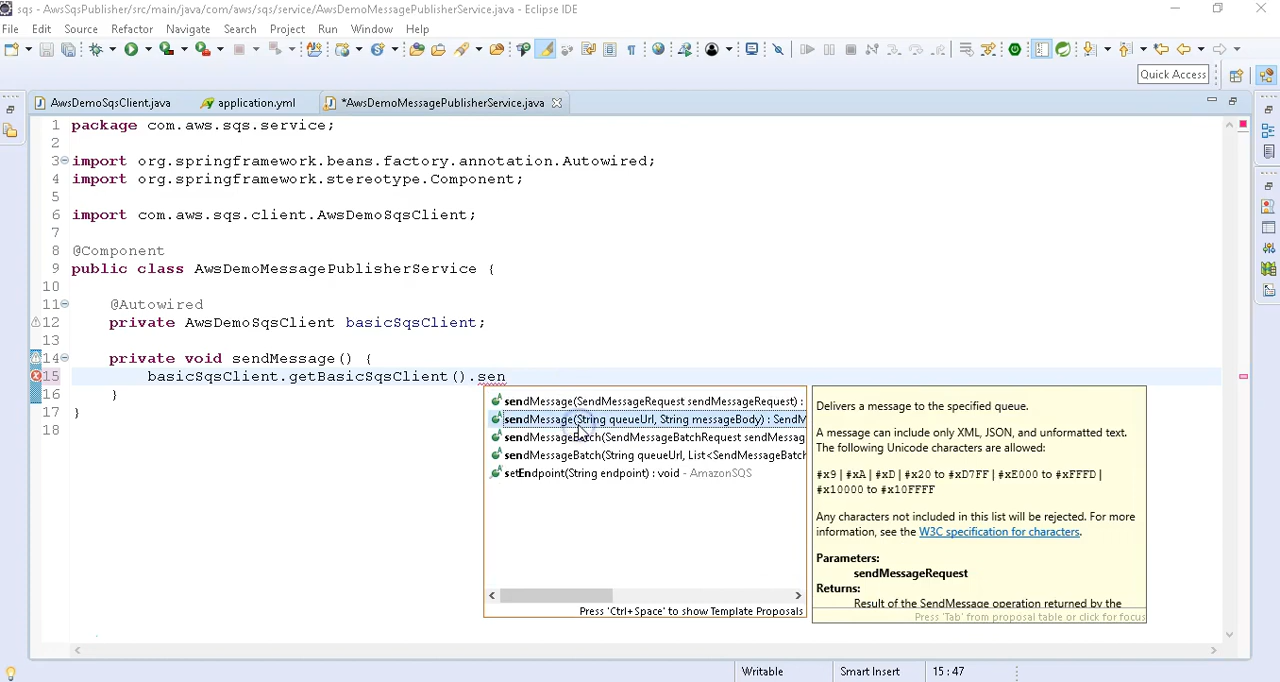 sqs - AwsSqsPublisher/src/main/java/com/aws/sqs/service/AwsDemoMessagePublisherService.java - Eclipse IDE
File Edit Source Refactor Navigate Search Project Run Window Help
Quick Access
AwsDemoSqsClient.java application.yml *AwsDemoMessagePublisherService.java
1 package com.aws.sqs.service;
2
3 import org.springframework.beans.factory.annotation.Autowired;
4 import org.springframework.stereotype.Component;
5
6 import com.aws.sqs.client.AwsDemoSqsClient;
7
8 @Component
9 public class AwsDemoMessagePublisherService {
10
11 @Autowired
12 private AwsDemoSqsClient basicSqsClient;
13
14 private void sendMessage() {
15 basicSqsClient.getBasicSqsClient().sen
16 }
17 }
18
sendMessage(SendMessageRequest sendMessageRequest) :
sendMessage(String queueUrl, String messageBody) : SendM
sendMessageBatch(SendMessageBatchRequest sendMessag
sendMessageBatch(String queueUrl, List<SendMessageBatch
setEndpoint(String endpoint) : void - AmazonSQS
Press 'Ctrl+Space' to show Template Proposals
Delivers a message to the specified queue.
A message can include only XML, JSON, and unformatted text.
The following Unicode characters are allowed:
#x9 | #xA | #xD | #x20 to #xD7FF | #xE000 to #xFFFD |
#x10000 to #x10FFFF
Any characters not included in this list will be rejected. For more
information, see the W3C specification for characters.
Parameters:
sendMessageRequest
Returns:
Result of the SendMessage operation returned by the
Press 'Tab' from proposal table or click for focus
Writable Smart Insert 15 : 47